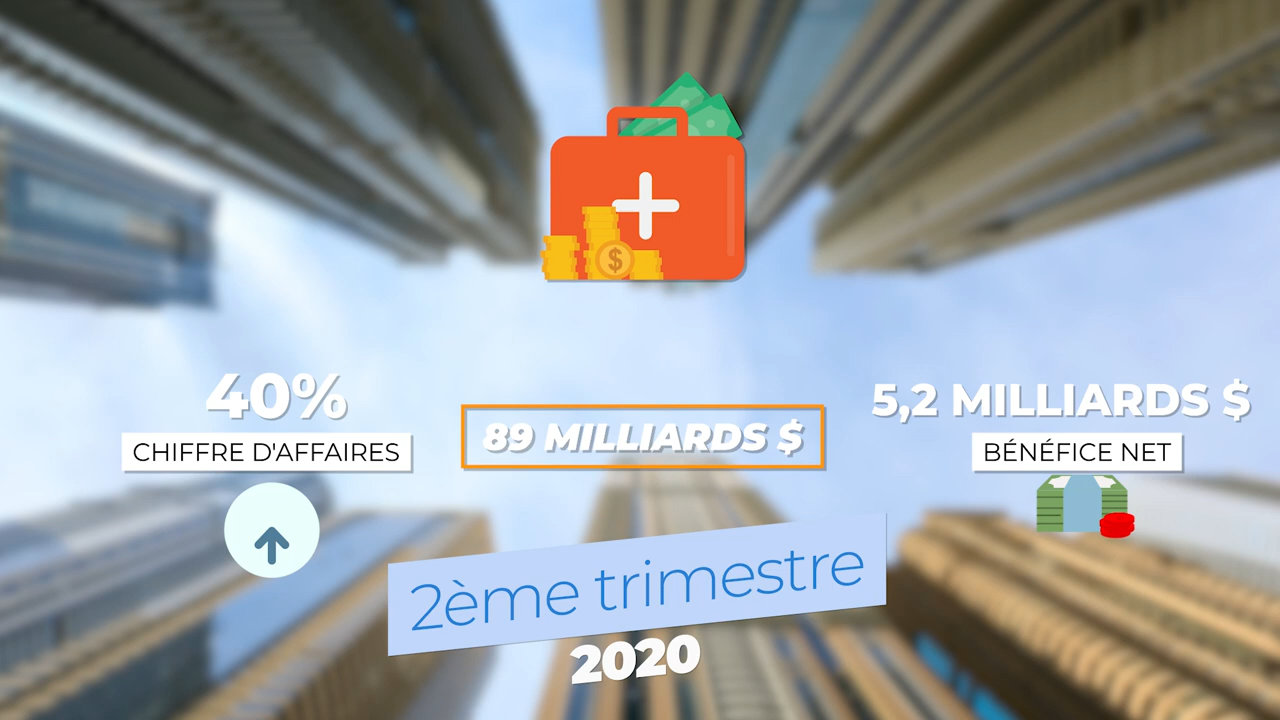 40%
CHIFFRE D'AFFAIRES
89 MILLIARDS $
5,2 MILLIARDS $
BÉNÉFICE NET
2ème trimestre
2020